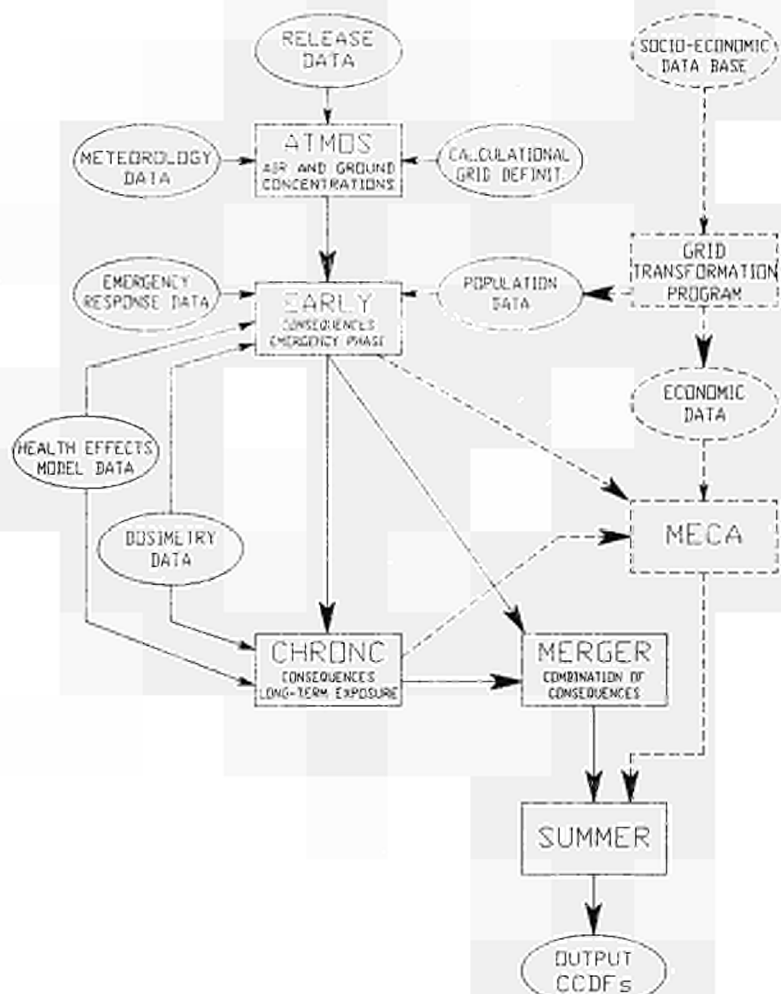 RELEASE
DATA
SOCIO-ECONOMIC
DATA BASE
METEOROLOGY
DATA
ATMOS
AIR AND GROUND
CONCENTRATIONS
CALCULATIONAL
GRID DEFINIT.
GRID
TRANSFORMATION
PROGRAM
EMERGENCY
RESPONSE DATA
EARLY
CONSEQUENCES
EMERGENCY PHASE
POPULATION
DATA
ECONOMIC
DATA
HEALTH EFFECTS
MODEL DATA
DOSIMETRY
DATA
MECA
CHRONC
CONSEQUENCES
LONG-TERM EXPOSURE
MERGER
COMBINATION OF
CONSEQUENCES
SUMMER
OUTPUT
CCDFs